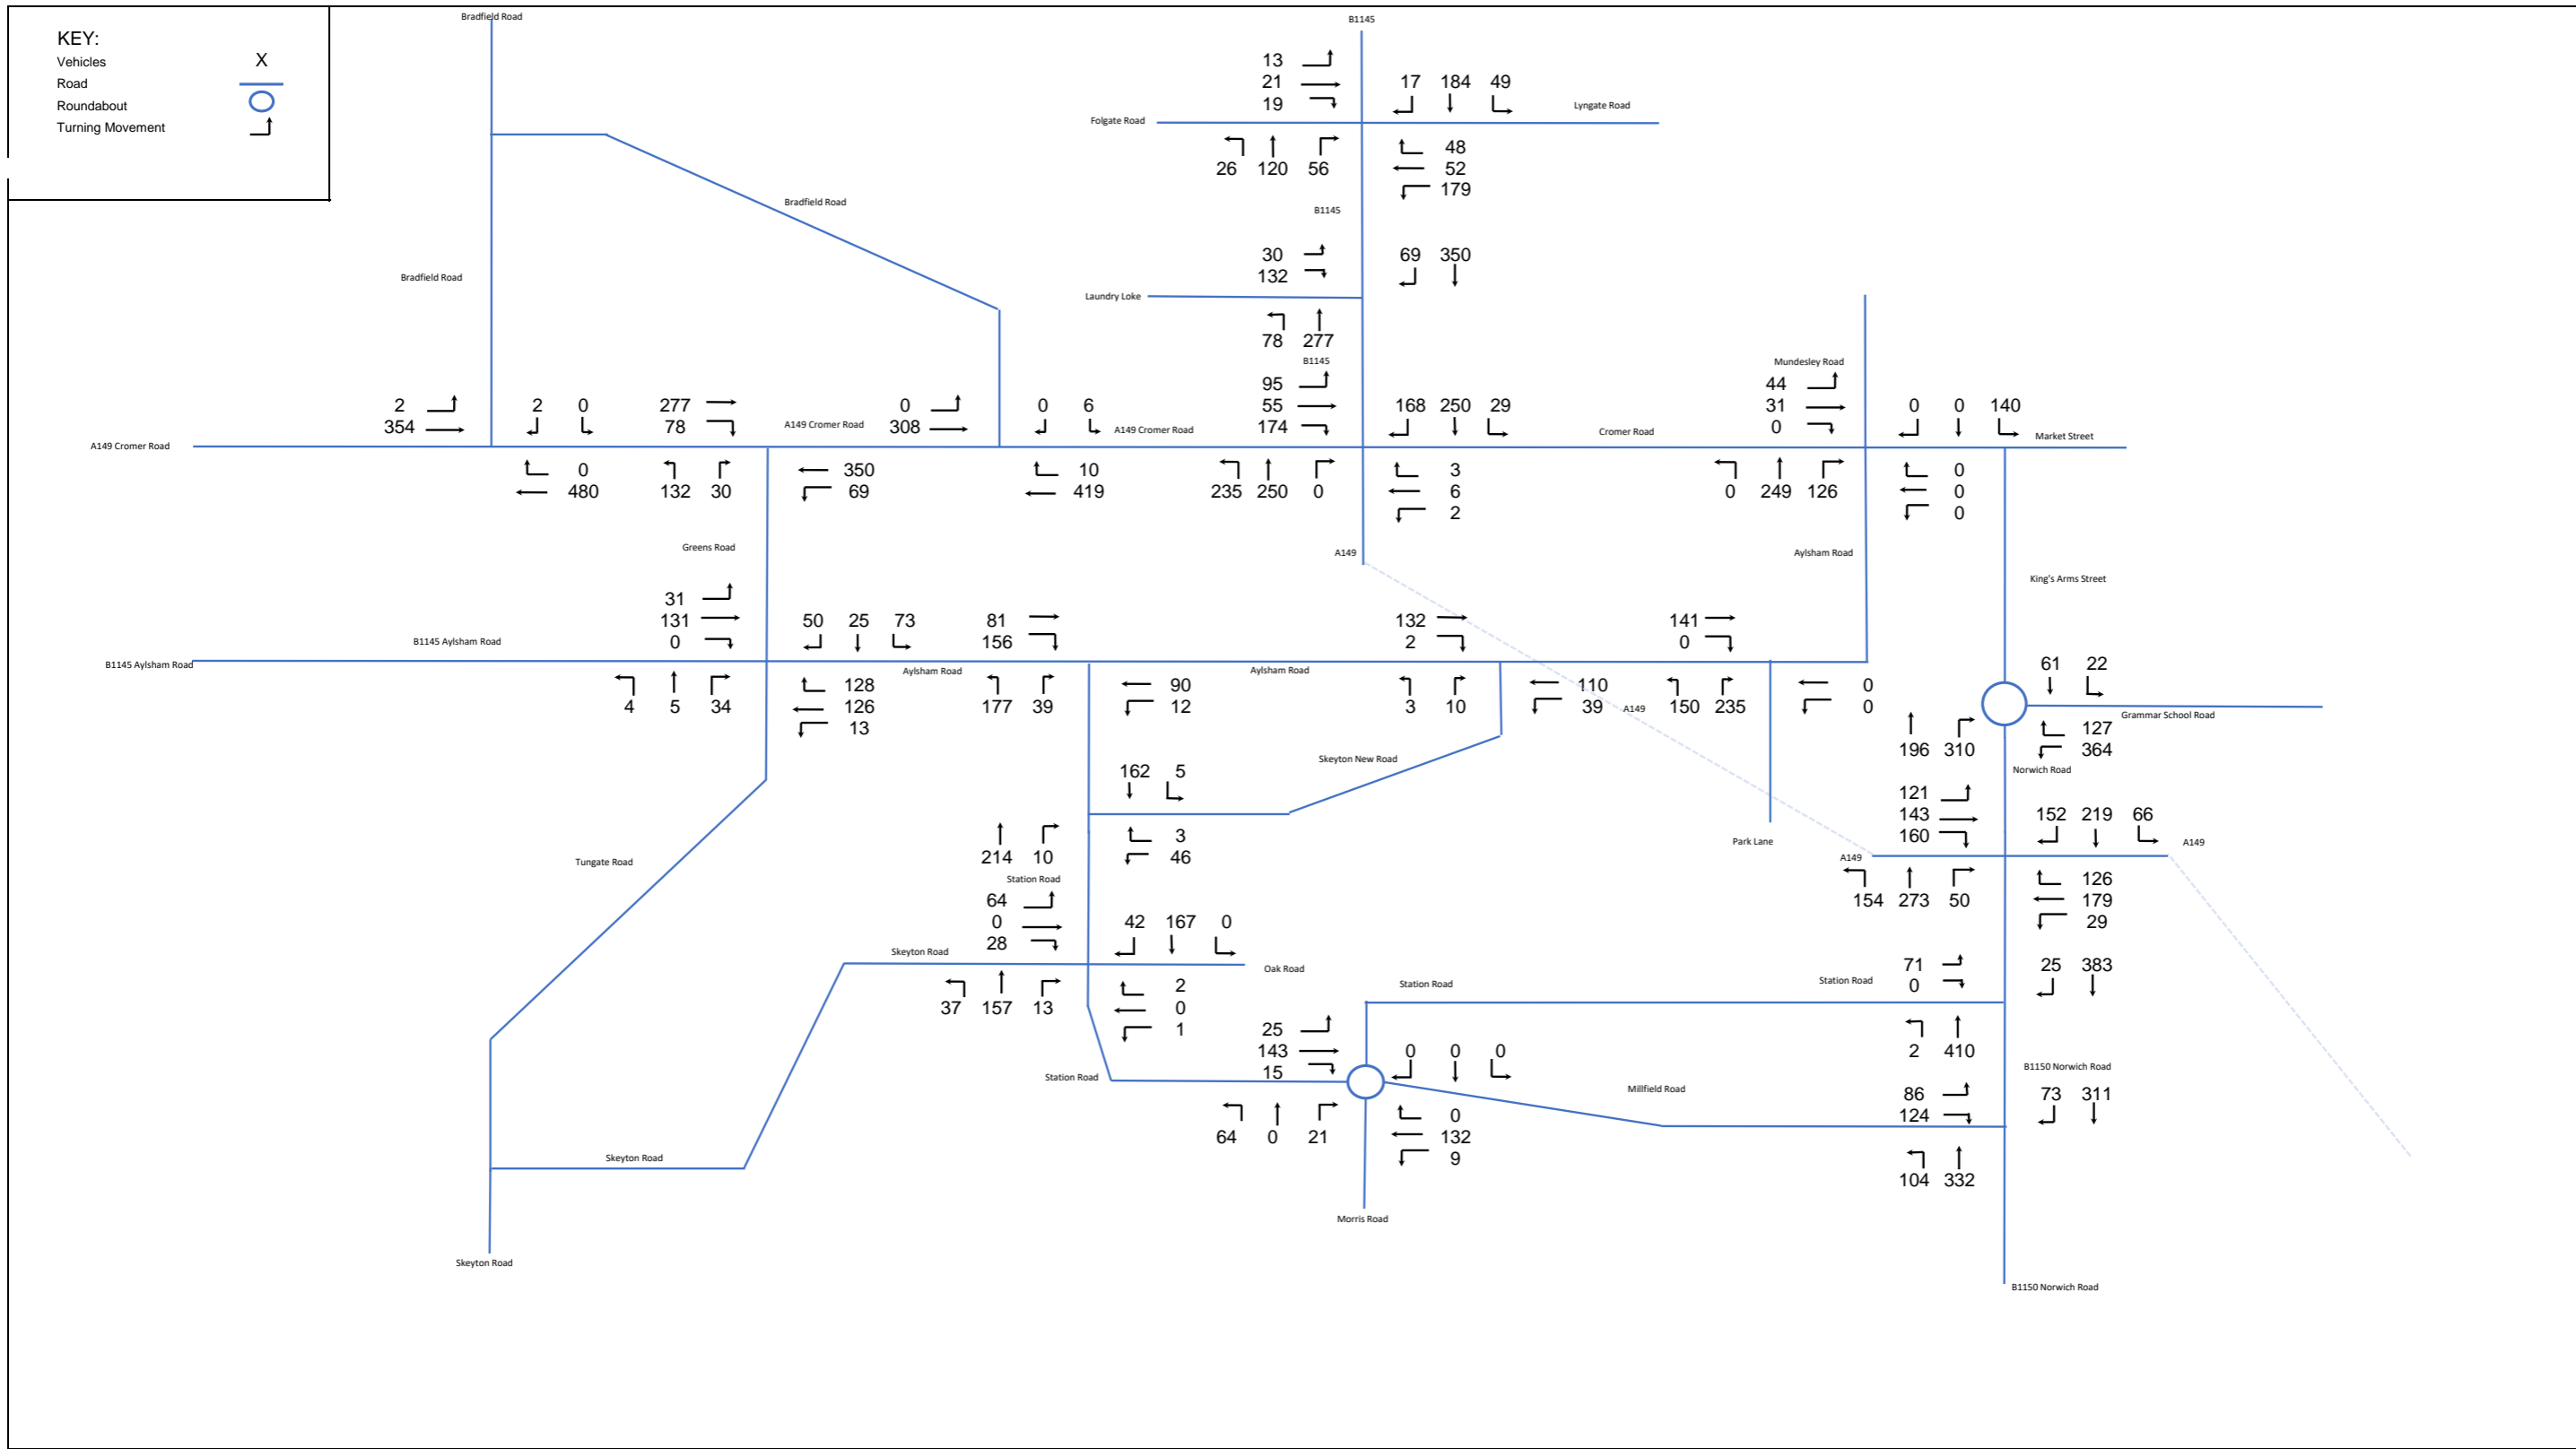 Bradfield Road
B1145
KEY:
Vehicles X
Road
Roundabout
Turning Movement
13
21
19
17 184 49
Lyngate Road
Folgate Road
26 120 56
48
52
179
Bradfield Road
B1145
Bradfield Road
30
132
69 350
Laundry Loke
78 277
B1145
Mundesley Road
95
55
174
168 250 29
44
31
0
0 0 140
2
354
2 0
277
78
A149 Cromer Road
0
308
0 6
A149 Cromer Road
Cromer Road
Market Street
A149 Cromer Road
0
480
132 30
350
69
10
419
235 250 0
3
6
2
0 249 126
0
0
0
Greens Road
A149
Aylsham Road
King's Arms Street
31
131
0
50 25 73
81
156
132
2
141
0
B1145 Aylsham Road
B1145 Aylsham Road
Aylsham Road
Aylsham Road
4 5 34
128
126
13
177 39
90
12
3 10
110
39
A149
150 235
0
0
61 22
Grammar School Road
196 310
127
364
Norwich Road
Skeyton New Road
162 5
121
143
160
152 219 66
A149
Park Lane
A149
Tungate Road
214 10
3
46
Station Road
154 273 50
126
179
29
64
0
28
42 167 0
Skeyton Road
Oak Road
37 157 13
2
0
1
Station Road
Station Road
71
0
25 383
2 410
25
143
15
0 0 0
Station Road
Millfield Road
B1150 Norwich Road
86
124
73 311
64 0 21
0
132
9
104 332
Skeyton Road
Morris Road
Skeyton Road
B1150 Norwich Road